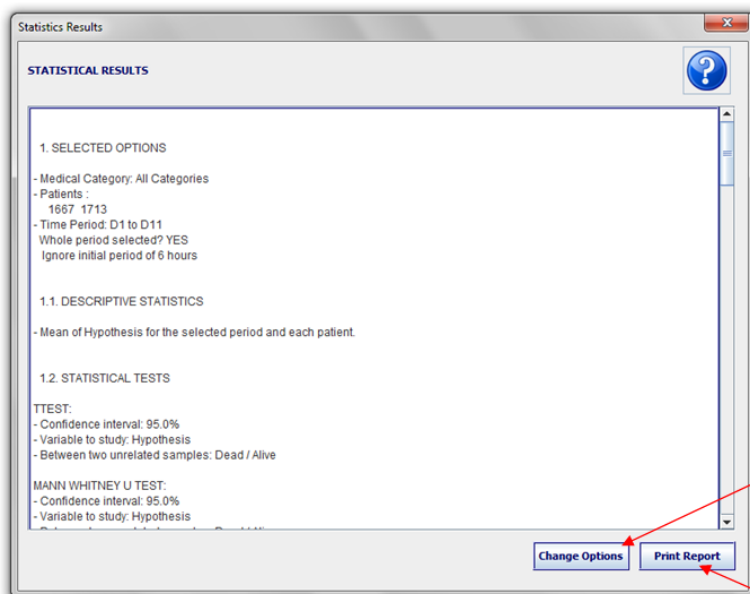 Statistics Results
STATISTICAL RESULTS
1. SELECTED OPTIONS
- Medical Category: All Categories
- Patients :
1667 1713
- Time Period: D1 to D11
Whole period selected? YES
Ignore initial period of 6 hours
1.1. DESCRIPTIVE STATISTICS
- Mean of Hypothesis for the selected period and each patient.
1.2. STATISTICAL TESTS
TTEST:
- Confidence interval: 95.0%
- Variable to study: Hypothesis
- Between two unrelated samples: Dead / Alive
MANN WHITNEY U TEST:
- Confidence interval: 95.0%
- Variable to study: Hypothesis
Change Options
Print Report